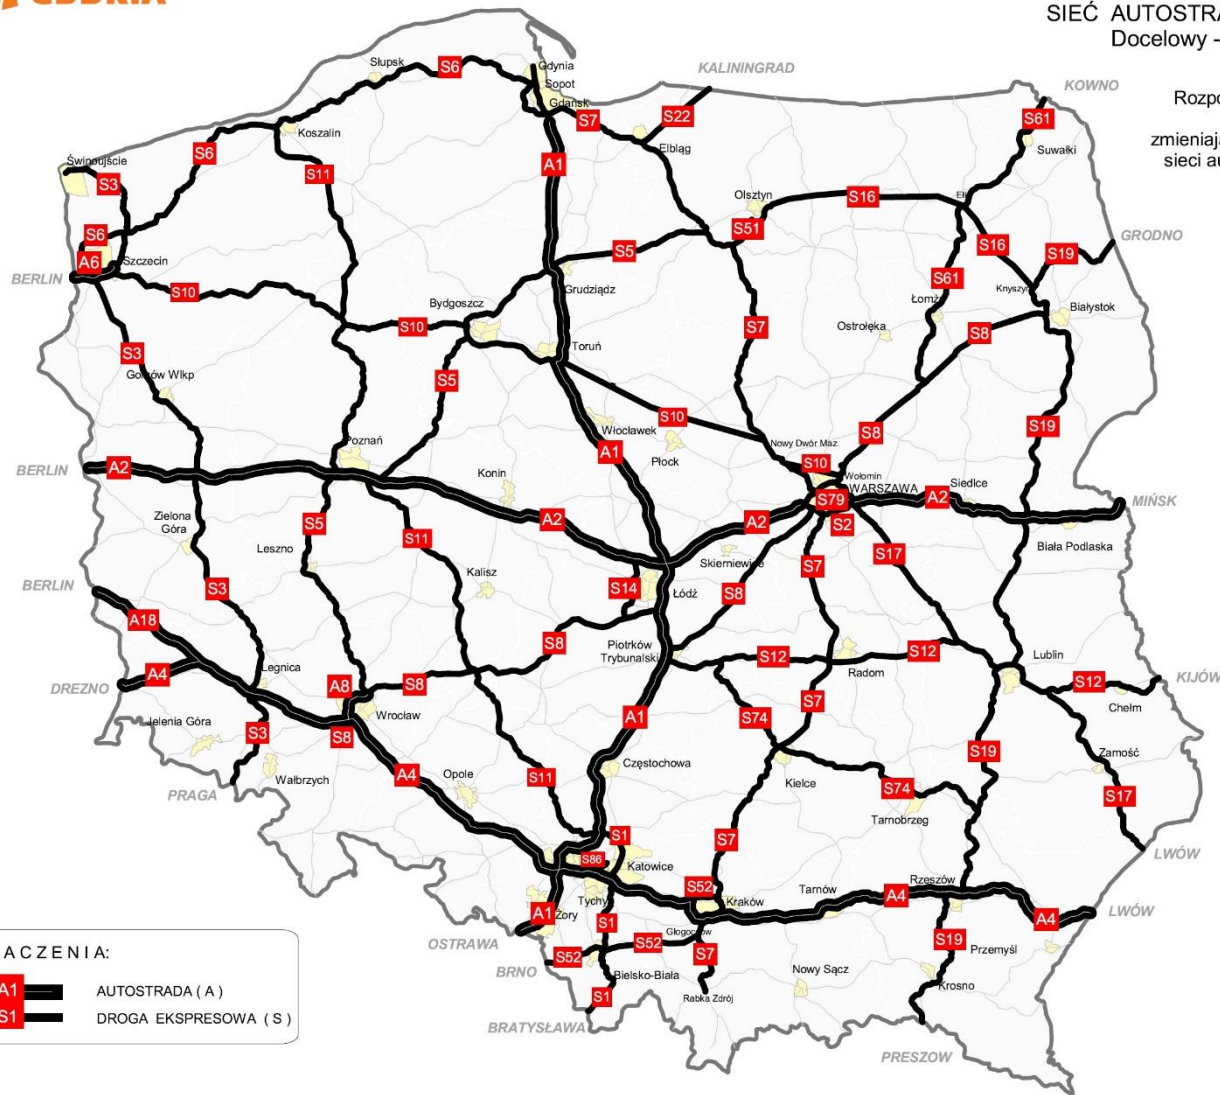 SIEĆ AUTOSTRA
Docelowy -
Rozpo
zmieniają
sieci au
KALININGRAD
KOWNO
Słupsk
S6
Gdynia
Sopot
Gdańsk
S7
S22
Elbląg
S61
Suwałki
Koszalin
S6
S11
A1
Świnoujście
S3
Olsztyn
S16
S51
S6
A6
Szczecin
BERLIN
S5
S16
S19
GRODNO
S10
Grudziądz
S61
Knyszyn
Łomża
Białystok
Bydgoszcz
S10
Toruń
S7
Ostrołęka
S8
S3
Gorzów Wlkp
S5
S10
Włocławek
Płock
S8
S19
Poznań
A1
Nowy Dwór Maz.
S10
Wołomin
BERLIN
A2
Konin
WARSZAWA
S79
A2
Siedlce
MIŃSK
Zielona
Góra
S5
A2
A2
S2
Leszno
S11
Skierniewice
S7
S17
Biała Podlaska
BERLIN
S3
Kalisz
S14
Łódź
S8
A18
S8
Piotrków
Trybunalski
S12
Radom
S12
Lublin
A4
DREZNO
Legnica
A8
S8
Wrocław
S7
S12
Chełm
KIJÓW
Jelenia Góra
S3
S8
A1
S74
S19
Zamość
Wałbrzych
PRAGA
A4
Opole
S11
Częstochowa
Kielce
S74
Tarnobrzeg
S17
LWÓW
S1
S86
Katowice
S7
Tychy
S52
Kraków
Tarnów
A4
Rzeszów
A4
LWÓW
A1
Żory
S1
OSTRAWA
S52
S52
Głogoczów
S7
S19
Przemyśl
BRNO
Bielsko-Biała
Nowy Sącz
Krosno
S1
Rabka Zdrój
BRATYSŁAWA
PRESZOW
ACZENIA:
A1
AUTOSTRADA ( A )
S1
DROGA EKSPRESOWA ( S )